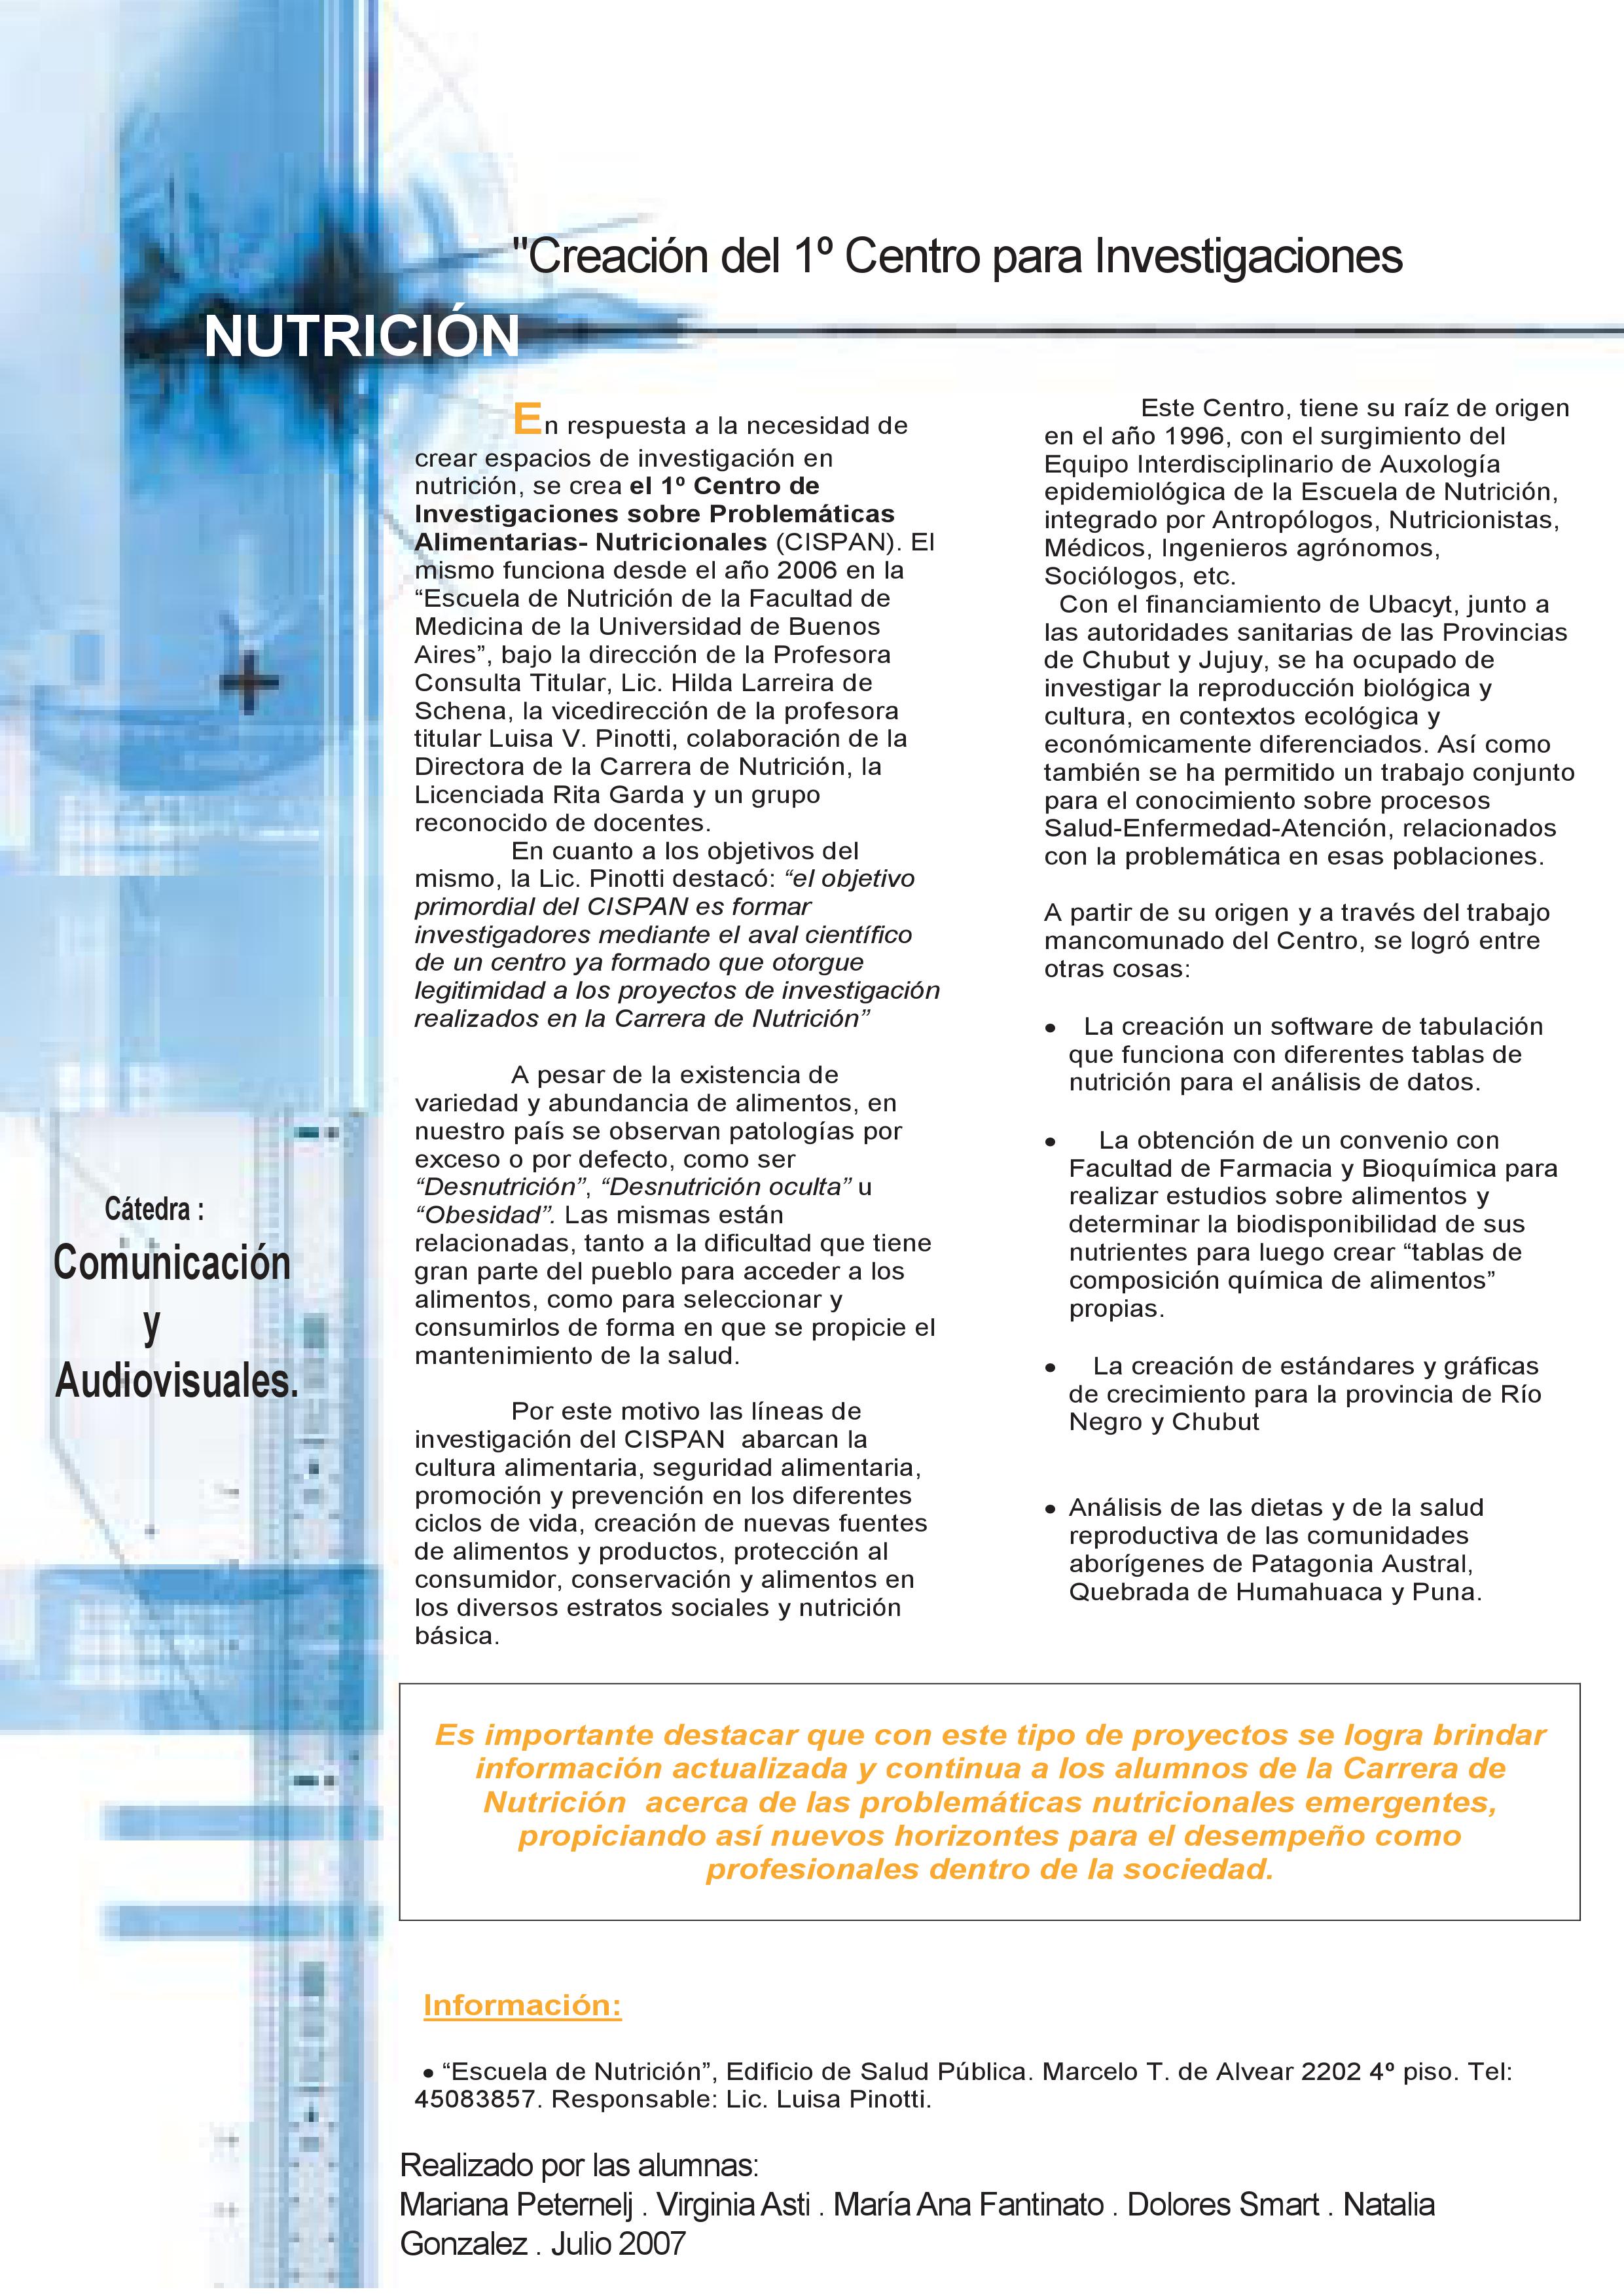 "Creación del 1º Centro para Investigaciones
NUTRICIÓN
En respuesta a la necesidad de
crear espacios de investigación en
nutrición, se crea el 1º Centro de
Investigaciones sobre Problemáticas
Alimentarias- Nutricionales (CISPAN). El
mismo funciona desde el año 2006 en la
“Escuela de Nutrición de la Facultad de
Medicina de la Universidad de Buenos
Aires”, bajo la dirección de la Profesora
Consulta Titular, Lic. Hilda Larreira de
Schena, la vicedirección de la profesora
titular Luisa V. Pinotti, colaboración de la
Directora de la Carrera de Nutrición, la
Licenciada Rita Garda y un grupo
reconocido de docentes.
En cuanto a los objetivos del
mismo, la Lic. Pinotti destacó: “el objetivo
primordial del CISPAN es formar
investigadores mediante el aval científico
de un centro ya formado que otorgue
legitimidad a los proyectos de investigación
realizados en la Carrera de Nutrición”
A pesar de la existencia de
variedad y abundancia de alimentos, en
nuestro país se observan patologías por
exceso o por defecto, como ser
“Desnutrición”, “Desnutrición oculta” u
“Obesidad”. Las mismas están
relacionadas, tanto a la dificultad que tiene
gran parte del pueblo para acceder a los
alimentos, como para seleccionar y
consumirlos de forma en que se propicie el
mantenimiento de la salud.
Por este motivo las líneas de
investigación del CISPAN  abarcan la
cultura alimentaria, seguridad alimentaria,
promoción y prevención en los diferentes
ciclos de vida, creación de nuevas fuentes
de alimentos y productos, protección al
consumidor, conservación y alimentos en
los diversos estratos sociales y nutrición
básica.
Este Centro, tiene su raíz de origen
en el año 1996, con el surgimiento del
Equipo Interdisciplinario de Auxología
epidemiológica de la Escuela de Nutrición,
integrado por Antropólogos, Nutricionistas,
Médicos, Ingenieros agrónomos,
Sociólogos, etc.
Con el financiamiento de Ubacyt, junto a
las autoridades sanitarias de las Provincias
de Chubut y Jujuy, se ha ocupado de
investigar la reproducción biológica y
cultura, en contextos ecológica y
económicamente diferenciados. Así como
también se ha permitido un trabajo conjunto
para el conocimiento sobre procesos
Salud-Enfermedad-Atención, relacionados
con la problemática en esas poblaciones.
A partir de su origen y a través del trabajo
mancomunado del Centro, se logró entre
otras cosas:
• La creación un software de tabulación
que funciona con diferentes tablas de
nutrición para el análisis de datos.
• La obtención de un convenio con
Facultad de Farmacia y Bioquímica para
realizar estudios sobre alimentos y
determinar la biodisponibilidad de sus
nutrientes para luego crear “tablas de
composición química de alimentos”
propias.
• La creación de estándares y gráficas
de crecimiento para la provincia de Río
Negro y Chubut
• Análisis de las dietas y de la salud
reproductiva de las comunidades
aborígenes de Patagonia Austral,
Quebrada de Humahuaca y Puna.
Cátedra :
Comunicación
y
Audiovisuales.
Es importante destacar que con este tipo de proyectos se logra brindar
información actualizada y continua a los alumnos de la Carrera de
Nutrición  acerca de las problemáticas nutricionales emergentes,
propiciando así nuevos horizontes para el desempeño como
profesionales dentro de la sociedad.
Información:
• “Escuela de Nutrición”, Edificio de Salud Pública. Marcelo T. de Alvear 2202 4º piso. Tel:
45083857. Responsable: Lic. Luisa Pinotti.
Realizado por las alumnas:
Mariana Peternelj . Virginia Asti . María Ana Fantinato . Dolores Smart . Natalia
Gonzalez . Julio 2007